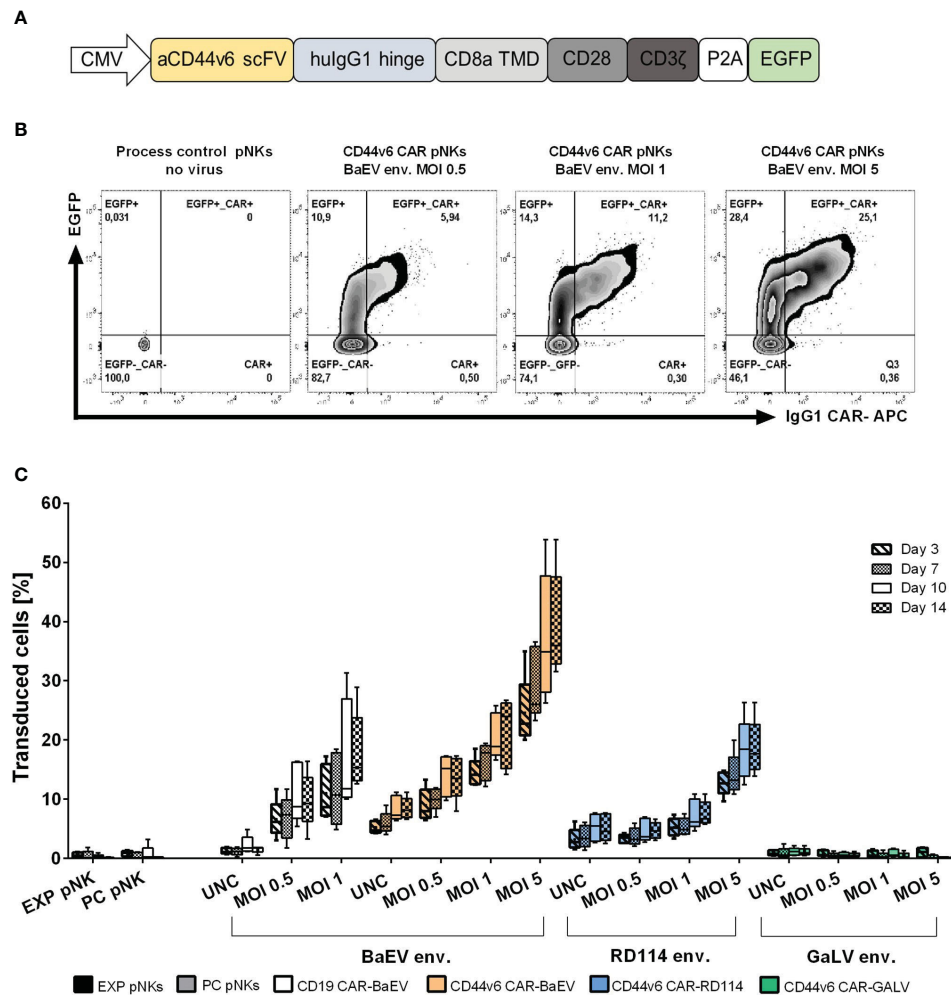 A
CMV
aCD44v6 scFV
huIgG1 hinge
CD8a TMD
CD28
CD3ζ
P2A
EGFP
B
Process control pNKs
no virus
CD44v6 CAR pNKs
BaEV env. MOI 0.5
CD44v6 CAR pNKs
BaEV env. MOI 1
CD44v6 CAR pNKs
BaEV env. MOI 5
EGFP
EGFP+
0,031
EGFP+_CAR+
0
EGFP-_CAR-
100,0
CAR+
0
EGFP+
10,9
EGFP+_CAR+
5,94
EGFP-_CAR-
82,7
CAR+
0,50
EGFP+
14,3
EGFP+_CAR+
11,2
EGFP-_GFP-
74,1
CAR+
0,30
EGFP+
28,4
EGFP+_CAR+
25,1
EGFP-_CAR-
46,1
Q3
0,36
IgG1 CAR- APC
C
Transduced cells [%]
60
50
40
30
20
10
0
Day 3
Day 7
Day 10
Day 14
EXP pNK
PC pNK
UNC
MOI 0.5
MOI 1
UNC
MOI 0.5
MOI 1
MOI 5
UNC
MOI 0.5
MOI 1
MOI 5
UNC
MOI 0.5
MOI 1
MOI 5
BaEV env.
RD114 env.
GaLV env.
EXP pNKs
PC pNKs
CD19 CAR-BaEV
CD44v6 CAR-BaEV
CD44v6 CAR-RD114
CD44v6 CAR-GALV